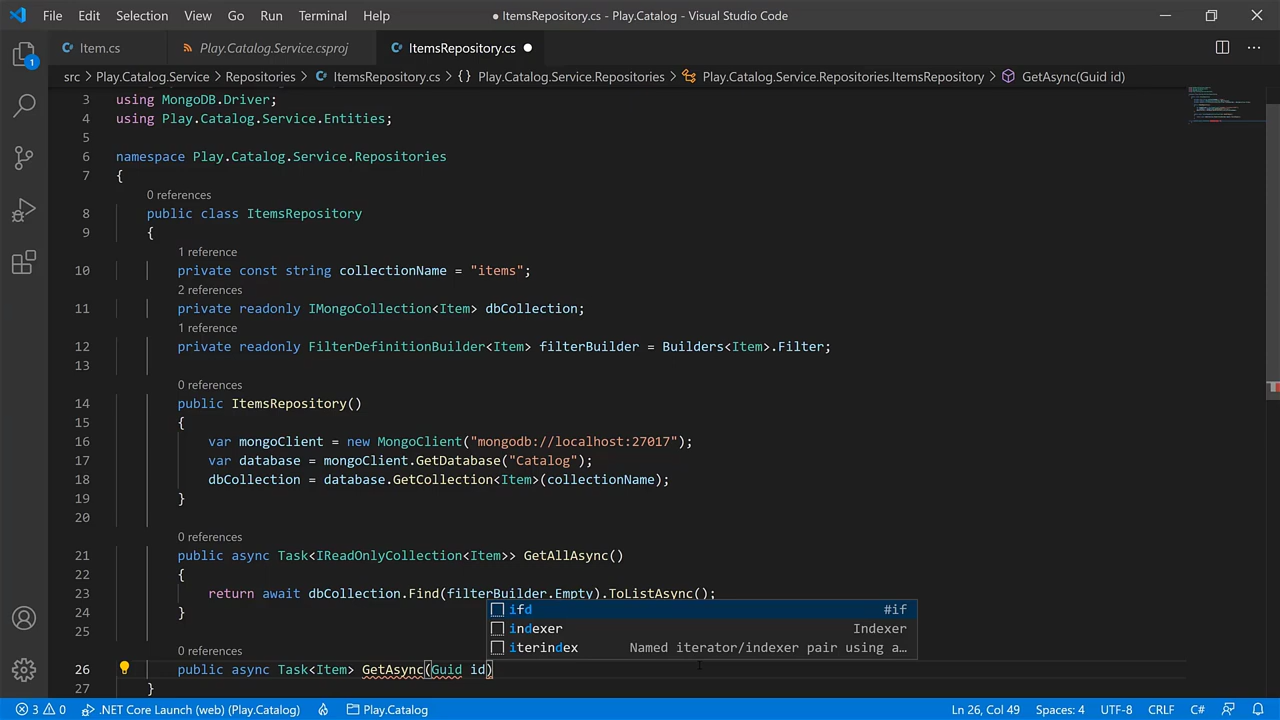 File Edit Selection View Go Run Terminal Help ● ItemsRepository.cs - Play.Catalog - Visual Studio Code
Item.cs Play.Catalog.Service.csproj ItemsRepository.cs ●
src > Play.Catalog.Service > Repositories > ItemsRepository.cs > {} Play.Catalog.Service.Repositories > Play.Catalog.Service.Repositories.ItemsRepository > GetAsync(Guid id)
1
3 using MongoDB.Driver;
4 using Play.Catalog.Service.Entities;
5
6 namespace Play.Catalog.Service.Repositories
7 {
0 references
8 public class ItemsRepository
9 {
1 reference
10 private const string collectionName = "items";
2 references
11 private readonly IMongoCollection<Item> dbCollection;
1 reference
12 private readonly FilterDefinitionBuilder<Item> filterBuilder = Builders<Item>.Filter;
13
0 references
14 public ItemsRepository()
15 {
16 var mongoClient = new MongoClient("mongodb://localhost:27017");
17 var database = mongoClient.GetDatabase("Catalog");
18 dbCollection = database.GetCollection<Item>(collectionName);
19 }
20
0 references
21 public async Task<IReadOnlyCollection<Item>> GetAllAsync()
22 {
23 return await dbCollection.Find(filterBuilder.Empty).ToListAsync();
24 }
25
ifd #if
indexer Indexer
iterindex Named iterator/indexer pair using a…
0 references
26 public async Task<Item> GetAsync(Guid id)
27 }
3 0 .NET Core Launch (web) (Play.Catalog) Play.Catalog Ln 26, Col 49 Spaces: 4 UTF-8 CRLF C#